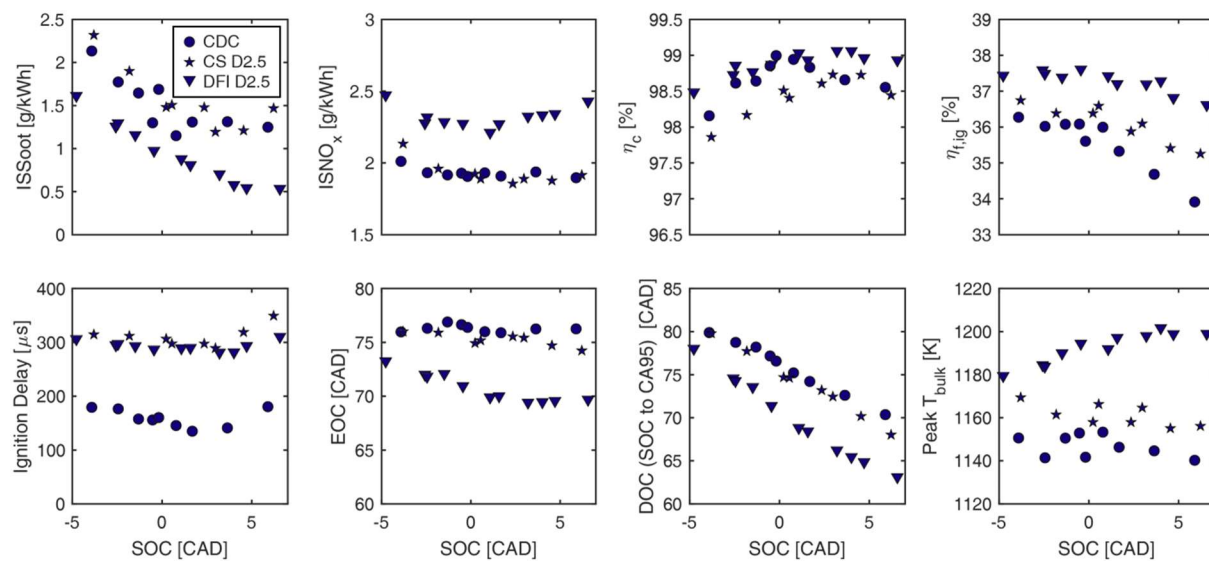 2.5
2
1.5
1
0.5
0
ISSoot [g/kWh]
CDC
CS D2.5
DFI D2.5
3
2.5
2
1.5
ISNOx [g/kWh]
100
99.5
99
98.5
98
97.5
97
96.5
ηc [%]
39
38
37
36
35
34
33
ηf,ig [%]
400
300
200
100
0
Ignition Delay [μs]
-5 0 5
SOC [CAD]
80
75
70
65
60
EOC [CAD]
-5 0 5
SOC [CAD]
85
80
75
70
65
60
DOC (SOC to CA95) [CAD]
-5 0 5
SOC [CAD]
1220
1200
1180
1160
1140
1120
Peak Tbulk [K]
-5 0 5
SOC [CAD]